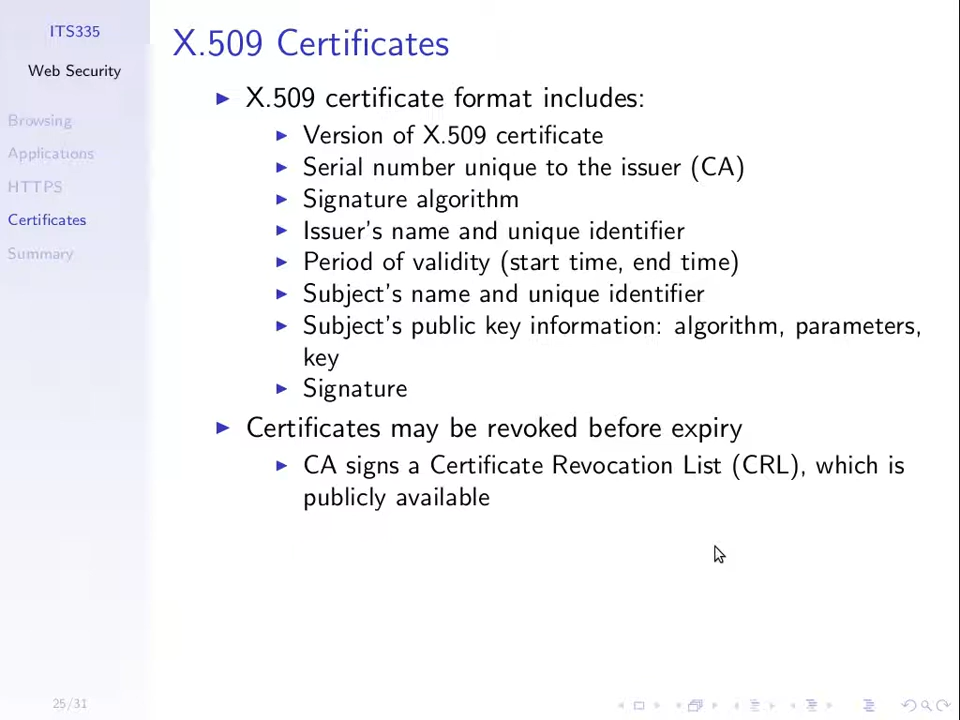 ITS335
Web Security
Browsing
Applications
HTTPS
Certificates
Summary
X.509 Certificates
X.509 certificate format includes:
Version of X.509 certificate
Serial number unique to the issuer (CA)
Signature algorithm
Issuer's name and unique identifier
Period of validity (start time, end time)
Subject's name and unique identifier
Subject's public key information: algorithm, parameters,
key
Signature
Certificates may be revoked before expiry
CA signs a Certificate Revocation List (CRL), which is
publicly available
25/31